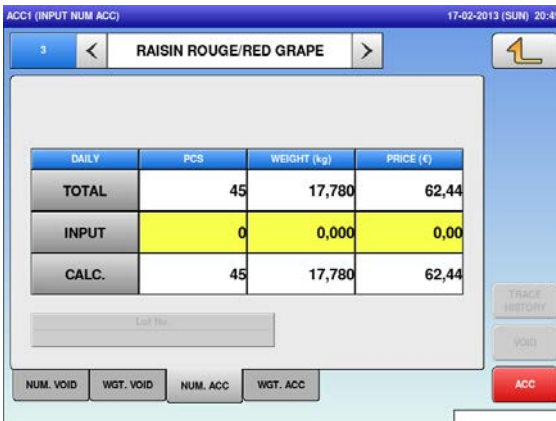 ACC1 (INPUT NUM ACC) 17-02-2013 (SUN) 20:4
3 < RAISIN ROUGE/RED GRAPE >
DAILY PCS WEIGHT (kg) PRICE (€)
TOTAL 45 17,780 62,44
INPUT 0 0,000 0,00
CALC. 45 17,780 62,44
Lot No.
TRACE
HISTORY
VOID
NUM. VOID WGT. VOID NUM. ACC WGT. ACC ACC